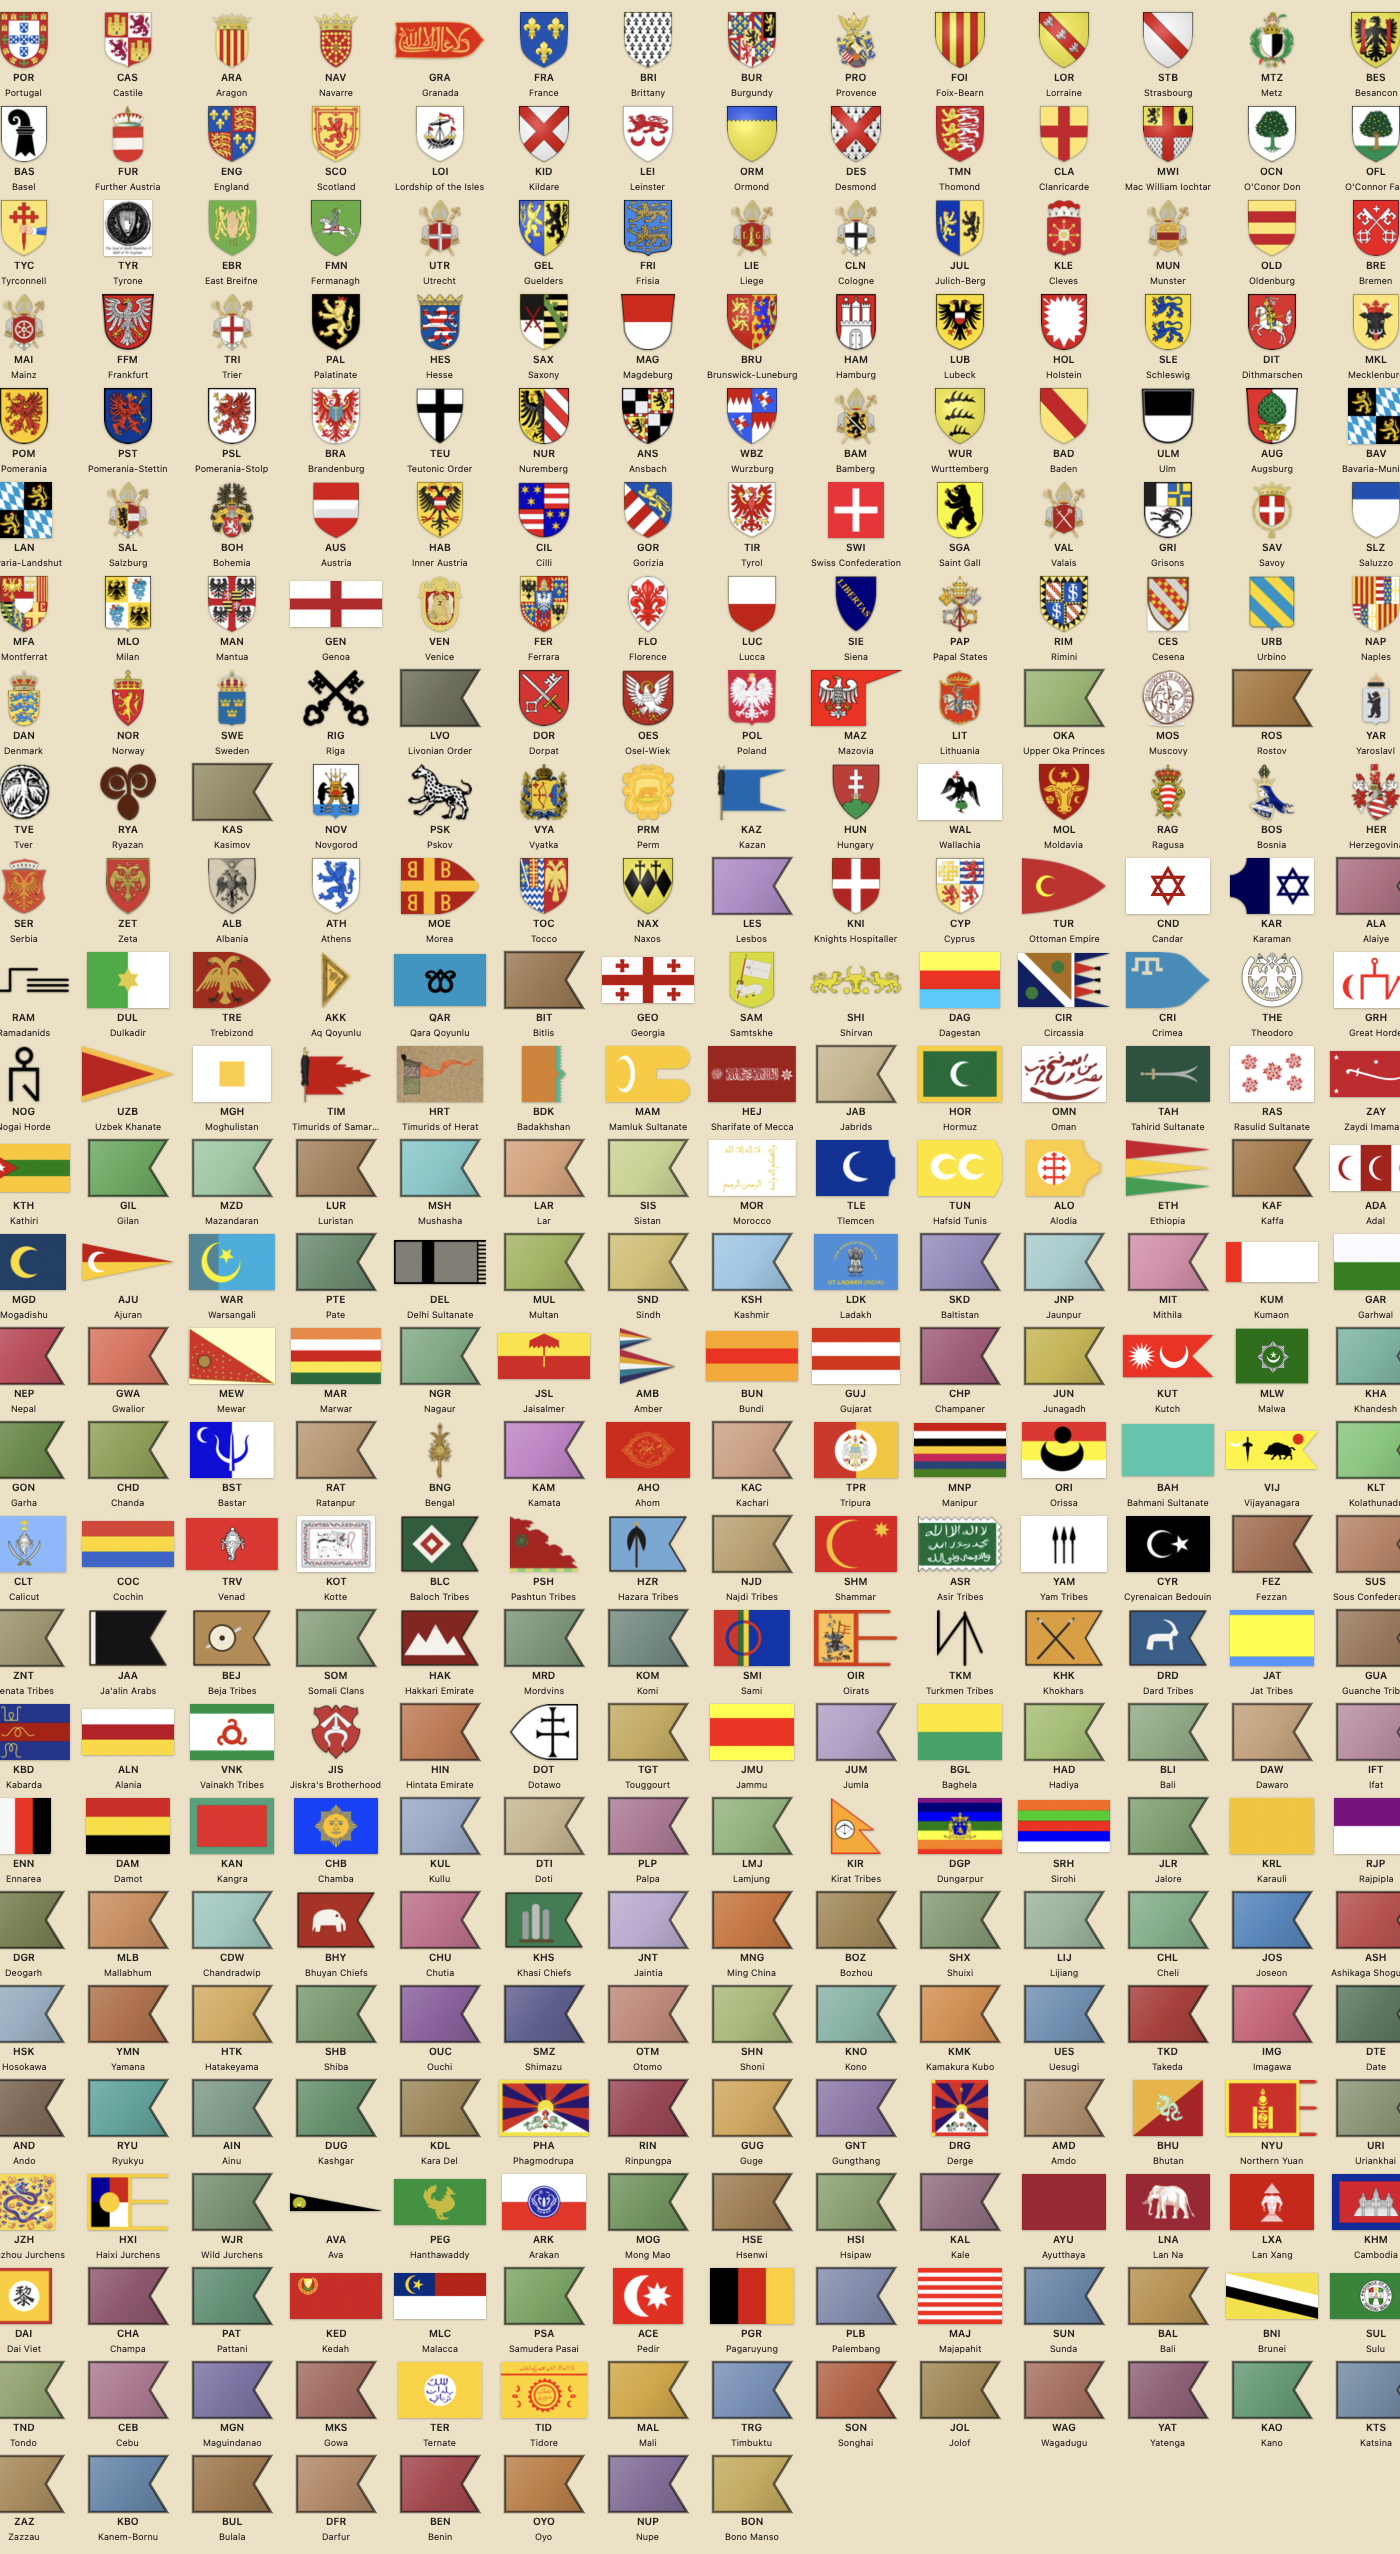 POR CAS ARA NAV GRA FRA BRI BUR PRO FOI LOR STB MTZ BES
Portugal Castile Aragon Navarre Granada France Brittany Burgundy Provence Foix-Bearn Lorraine Strasbourg Metz Besancon
BAS FUR ENG SCO LOI KID LEI ORM DES TMN CLA MWI OCN OFL
Basel Further Austria England Scotland Lordship of the Isles Kildare Leinster Ormond Desmond Thomond Clanricarde Mac William Iochtar O'Conor Don O'Connor Fa
TYC TYR EBR FMN UTR GEL FRI LIE CLN JUL KLE MUN OLD BRE
Tyrconnell Tyrone East Breifne Fermanagh Utrecht Guelders Frisia Liege Cologne Julich-Berg Cleves Munster Oldenburg Bremen
MAI FFM TRI PAL HES SAX MAG BRU HAM LUB HOL SLE DIT MKL
Mainz Frankfurt Trier Palatinate Hesse Saxony Magdeburg Brunswick-Luneburg Hamburg Lubeck Holstein Schleswig Dithmarschen Mecklenbur
POM PST PSL BRA TEU NUR ANS WBZ BAM WUR BAD ULM AUG BAV
Pomerania Pomerania-Stettin Pomerania-Stolp Brandenburg Teutonic Order Nuremberg Ansbach Wurzburg Bamberg Wurttemberg Baden Ulm Augsburg Bavaria-Muni
LAN SAL BOH AUS HAB CIL GOR TIR SWI SGA VAL GRI SAV SLZ
aria-Landshut Salzburg Bohemia Austria Inner Austria Cilli Gorizia Tyrol Swiss Confederation Saint Gall Valais Grisons Savoy Saluzzo
LIBERTAS
MFA MLO MAN GEN VEN FER FLO LUC SIE PAP RIM CES URB NAP
Montferrat Milan Mantua Genoa Venice Ferrara Florence Lucca Siena Papal States Rimini Cesena Urbino Naples
DAN NOR SWE RIG LVO DOR OES POL MAZ LIT OKA MOS ROS YAR
Denmark Norway Sweden Riga Livonian Order Dorpat Osel-Wiek Poland Mazovia Lithuania Upper Oka Princes Muscovy Rostov Yaroslavl
TVE RYA KAS NOV PSK VYA PRM KAZ HUN WAL MOL RAG BOS HER
Tver Ryazan Kasimov Novgorod Pskov Vyatka Perm Kazan Hungary Wallachia Moldavia Ragusa Bosnia Herzegovin
SER ZET ALB ATH MOE TOC NAX LES KNI CYP TUR CND KAR ALA
Serbia Zeta Albania Athens Morea Tocco Naxos Lesbos Knights Hospitaller Cyprus Ottoman Empire Candar Karaman Alaiye
RAM DUL TRE AKK QAR BIT GEO SAM SHI DAG CIR CRI THE GRH
Ramadanids Dulkadir Trebizond Aq Qoyunlu Qara Qoyunlu Bitlis Georgia Samtskhe Shirvan Dagestan Circassia Crimea Theodoro Great Horde
NOG UZB MGH TIM HRT BDK MAM HEJ JAB HOR OMN TAH RAS ZAY
Nogai Horde Uzbek Khanate Moghulistan Timurids of Samar... Timurids of Herat Badakhshan Mamluk Sultanate Sharifate of Mecca Jabrids Hormuz Oman Tahirid Sultanate Rasulid Sultanate Zaydi Imama
KTH GIL MZD LUR MSH LAR SIS MOR TLE TUN ALO ETH KAF ADA
Kathiri Gilan Mazandaran Luristan Mushasha Lar Sistan Morocco Tlemcen Hafsid Tunis Alodia Ethiopia Kaffa Adal
UT LADAKH (INDIA)
MGD AJU WAR PTE DEL MUL SND KSH LDK SKD JNP MIT KUM GAR
Mogadishu Ajuran Warsangali Pate Delhi Sultanate Multan Sindh Kashmir Ladakh Baltistan Jaunpur Mithila Kumaon Garhwal
NEP GWA MEW MAR NGR JSL AMB BUN GUJ CHP JUN KUT MLW KHA
Nepal Gwalior Mewar Marwar Nagaur Jaisalmer Amber Bundi Gujarat Champaner Junagadh Kutch Malwa Khandesh
GON CHD BST RAT BNG KAM AHO KAC TPR MNP ORI BAH VIJ KLT
Garha Chanda Bastar Ratanpur Bengal Kamata Ahom Kachari Tripura Manipur Orissa Bahmani Sultanate Vijayanagara Kolathunadu
CLT COC TRV KOT BLC PSH HZR NJD SHM ASR YAM CYR FEZ SUS
Calicut Cochin Venad Kotte Baloch Tribes Pashtun Tribes Hazara Tribes Najdi Tribes Shammar Asir Tribes Yam Tribes Cyrenaican Bedouin Fezzan Sous Confedera
ZNT JAA BEJ SOM HAK MRD KOM SMI OIR TKM KHK DRD JAT GUA
enata Tribes Ja'alin Arabs Beja Tribes Somali Clans Hakkari Emirate Mordvins Komi Sami Oirats Turkmen Tribes Khokhars Dard Tribes Jat Tribes Guanche Trib
KBD ALN VNK JIS HIN DOT TGT JMU JUM BGL HAD BLI DAW IFT
Kabarda Alania Vainakh Tribes Jiskra's Brotherhood Hintata Emirate Dotawo Touggourt Jammu Jumla Baghela Hadiya Bali Dawaro Ifat
ENN DAM KAN CHB KUL DTI PLP LMJ KIR DGP SRH JLR KRL RJP
Ennarea Damot Kangra Chamba Kullu Doti Palpa Lamjung Kirat Tribes Dungarpur Sirohi Jalore Karauli Rajpipla
DGR MLB CDW BHY CHU KHS JNT MNG BOZ SHX LIJ CHL JOS ASH
Deogarh Mallabhum Chandradwip Bhuyan Chiefs Chutia Khasi Chiefs Jaintia Ming China Bozhou Shuixi Lijiang Cheli Joseon Ashikaga Shogu
HSK YMN HTK SHB OUC SMZ OTM SHN KNO KMK UES TKD IMG DTE
Hosokawa Yamana Hatakeyama Shiba Ouchi Shimazu Otomo Shoni Kono Kamakura Kubo Uesugi Takeda Imagawa Date
AND RYU AIN DUG KDL PHA RIN GUG GNT DRG AMD BHU NYU URI
Ando Ryukyu Ainu Kashgar Kara Del Phagmodrupa Rinpungpa Guge Gungthang Derge Amdo Bhutan Northern Yuan Uriankhai
JZH HXI WJR AVA PEG ARK MOG HSE HSI KAL AYU LNA LXA KHM
zhou Jurchens Haixi Jurchens Wild Jurchens Ava Hanthawaddy Arakan Mong Mao Hsenwi Hsipaw Kale Ayutthaya Lan Na Lan Xang Cambodia
黎
DAI CHA PAT KED MLC PSA ACE PGR PLB MAJ SUN BAL BNI SUL
Dai Viet Champa Pattani Kedah Malacca Samudera Pasai Pedir Pagaruyung Palembang Majapahit Sunda Bali Brunei Sulu
TND CEB MGN MKS TER TID MAL TRG SON JOL WAG YAT KAO KTS
Tondo Cebu Maguindanao Gowa Ternate Tidore Mali Timbuktu Songhai Jolof Wagadugu Yatenga Kano Katsina
ZAZ KBO BUL DFR BEN OYO NUP BON
Zazzau Kanem-Bornu Bulala Darfur Benin Oyo Nupe Bono Manso